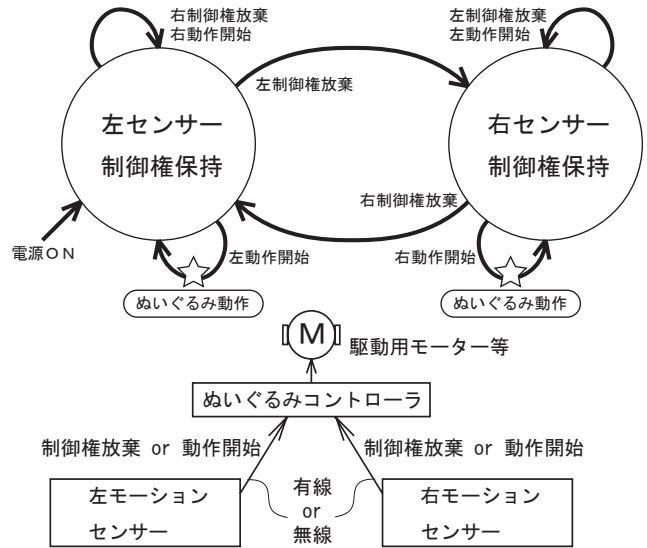 右制御権放棄
右動作開始
左制御権放棄
左動作開始
左制御権放棄
左センサー
制御権保持
右センサー
制御権保持
右制御権放棄
電源ON
左動作開始
右動作開始
ぬいぐるみ動作
ぬいぐるみ動作
M
駆動用モーター等
ぬいぐるみコントローラ
制御権放棄 or 動作開始
制御権放棄 or 動作開始
左モーション
センサー
有線
or
無線
右モーション
センサー